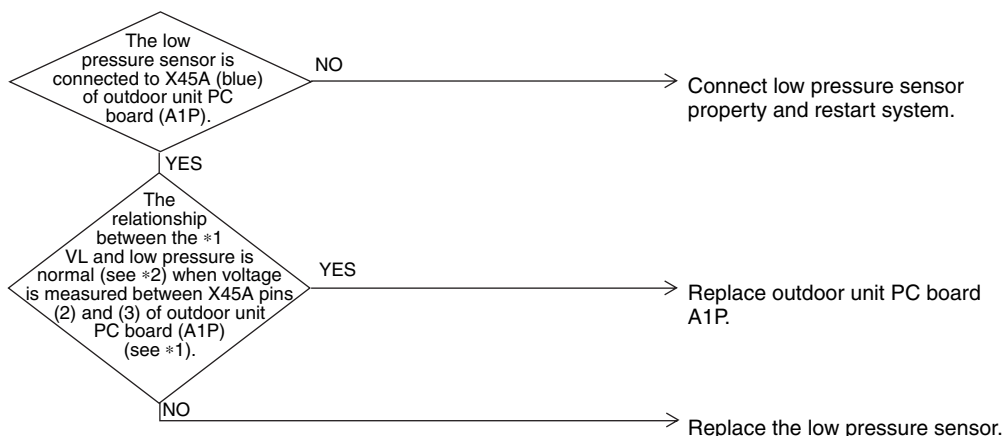 The low
pressure sensor is
connected to X45A (blue)
of outdoor unit PC
board (A1P).
NO
Connect low pressure sensor
property and restart system.
YES
The
relationship
between the *1
VL and low pressure is
normal (see *2) when voltage
is measured between X45A pins
(2) and (3) of outdoor unit
PC board (A1P)
(see *1).
YES
Replace outdoor unit PC board
A1P.
NO
Replace the low pressure sensor.